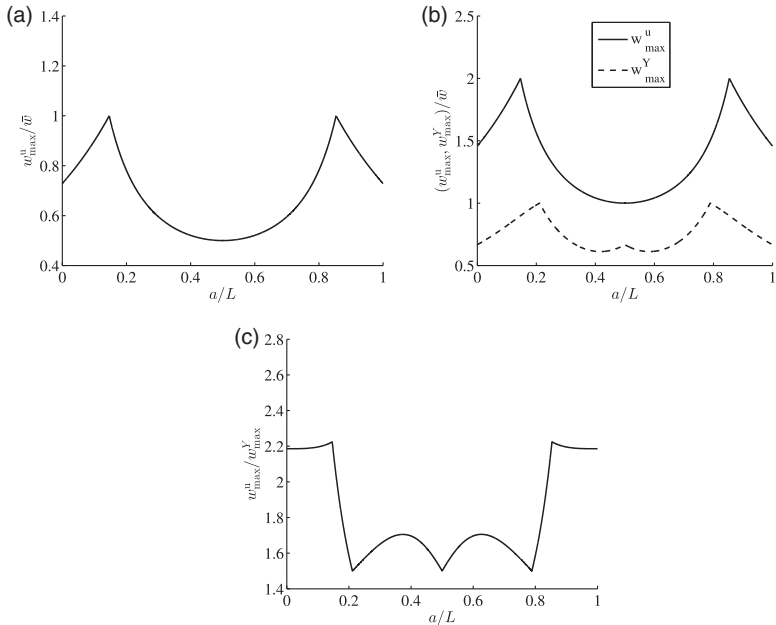 (a)
1.4
1.2
1
0.8
0.6
0.4
w^u_max/w̄
0 0.2 0.4 0.6 0.8 1
a/L
(b)
2.5
2
1.5
1
0.5
(w^u_max, w^Y_max)/w̄
w^u_max
w^Y_max
0 0.2 0.4 0.6 0.8 1
a/L
(c)
2.8
2.6
2.4
2.2
2
1.8
1.6
1.4
w^u_max/w^Y_max
0 0.2 0.4 0.6 0.8 1
a/L